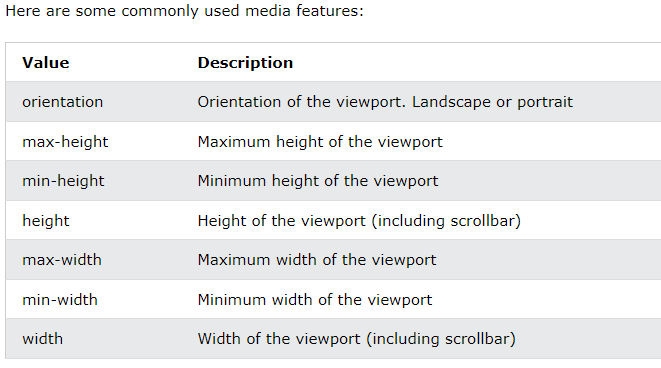 Here are some commonly used media features:
Value Description
orientation Orientation of the viewport. Landscape or portrait
max-height Maximum height of the viewport
min-height Minimum height of the viewport
height Height of the viewport (including scrollbar)
max-width Maximum width of the viewport
min-width Minimum width of the viewport
width Width of the viewport (including scrollbar)